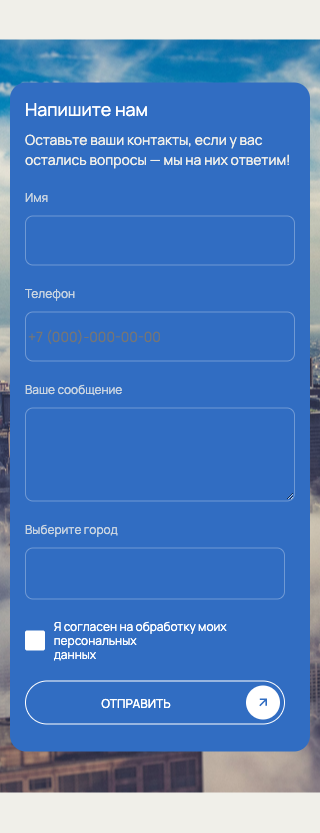 Напишите нам
Оставьте ваши контакты, если у вас
остались вопросы — мы на них ответим!
Имя
Телефон
+7 (000)-000-00-00
Ваше сообщение
Выберите город
Я согласен на обработку моих
персональных
данных
ОТПРАВИТЬ